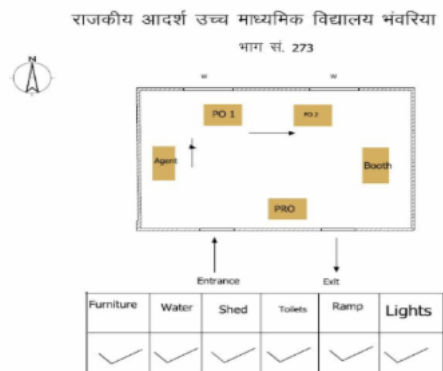 राजकीय आदर्श उच्च माध्यमिक विद्यालय भंवरिया
भाग सं. 273
W W
PO 1 PO 2
Agent Booth
PRO
Entrance Exit
Furniture Water Shed Toilets Ramp Lights